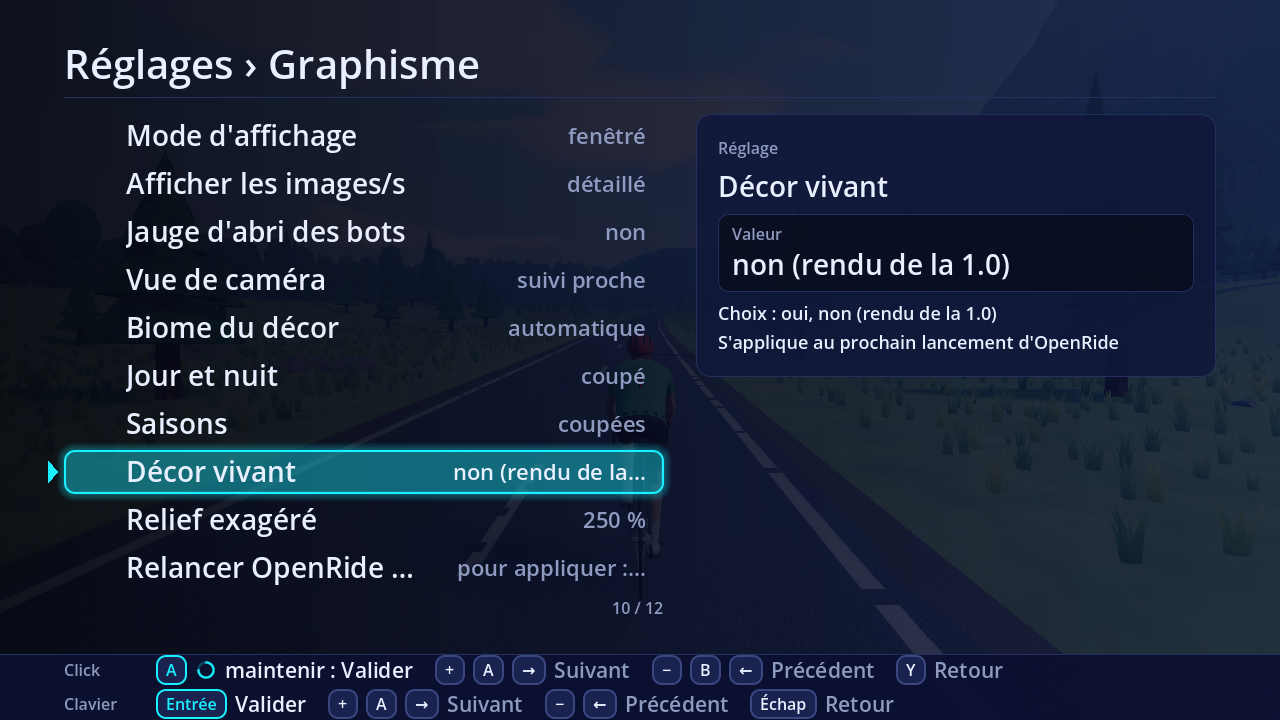 Réglages › Graphisme
Mode d'affichage fenêtré
Afficher les images/s détaillé
Jauge d'abri des bots non
Vue de caméra suivi proche
Biome du décor automatique
Jour et nuit coupé
Saisons coupées
Décor vivant non (rendu de la...
Relief exagéré 250 %
Relancer OpenRide ... pour appliquer :...
10 / 12
Réglage
Décor vivant
Valeur
non (rendu de la 1.0)
Choix : oui, non (rendu de la 1.0)
S'applique au prochain lancement d'OpenRide
Click A maintenir : Valider + A → Suivant − B ← Précédent Y Retour
Clavier Entrée Valider + A → Suivant − ← Précédent Échap Retour